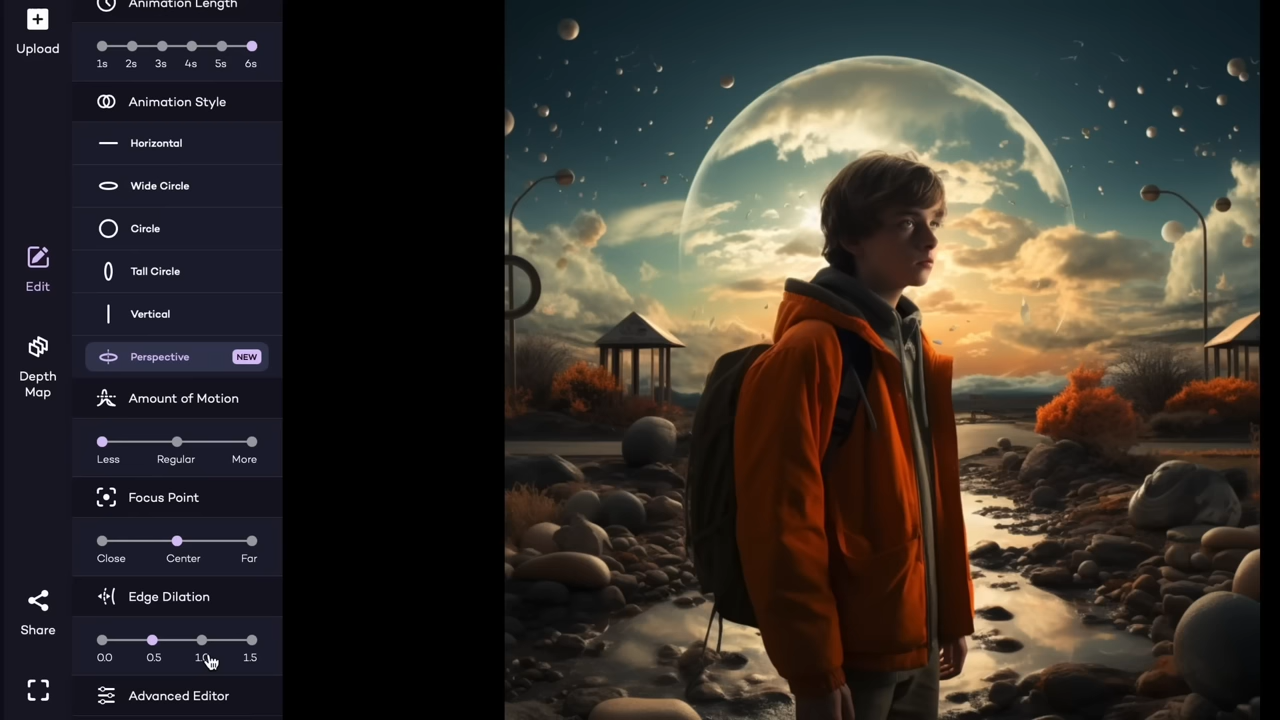 Animation Length
Upload
1s 2s 3s 4s 5s 6s
Animation Style
Horizontal
Wide Circle
Circle
Tall Circle
Edit
Vertical
Perspective NEW
Depth
Map
Amount of Motion
Less Regular More
Focus Point
Close Center Far
Edge Dilation
Share
0.0 0.5 1.0 1.5
Advanced Editor